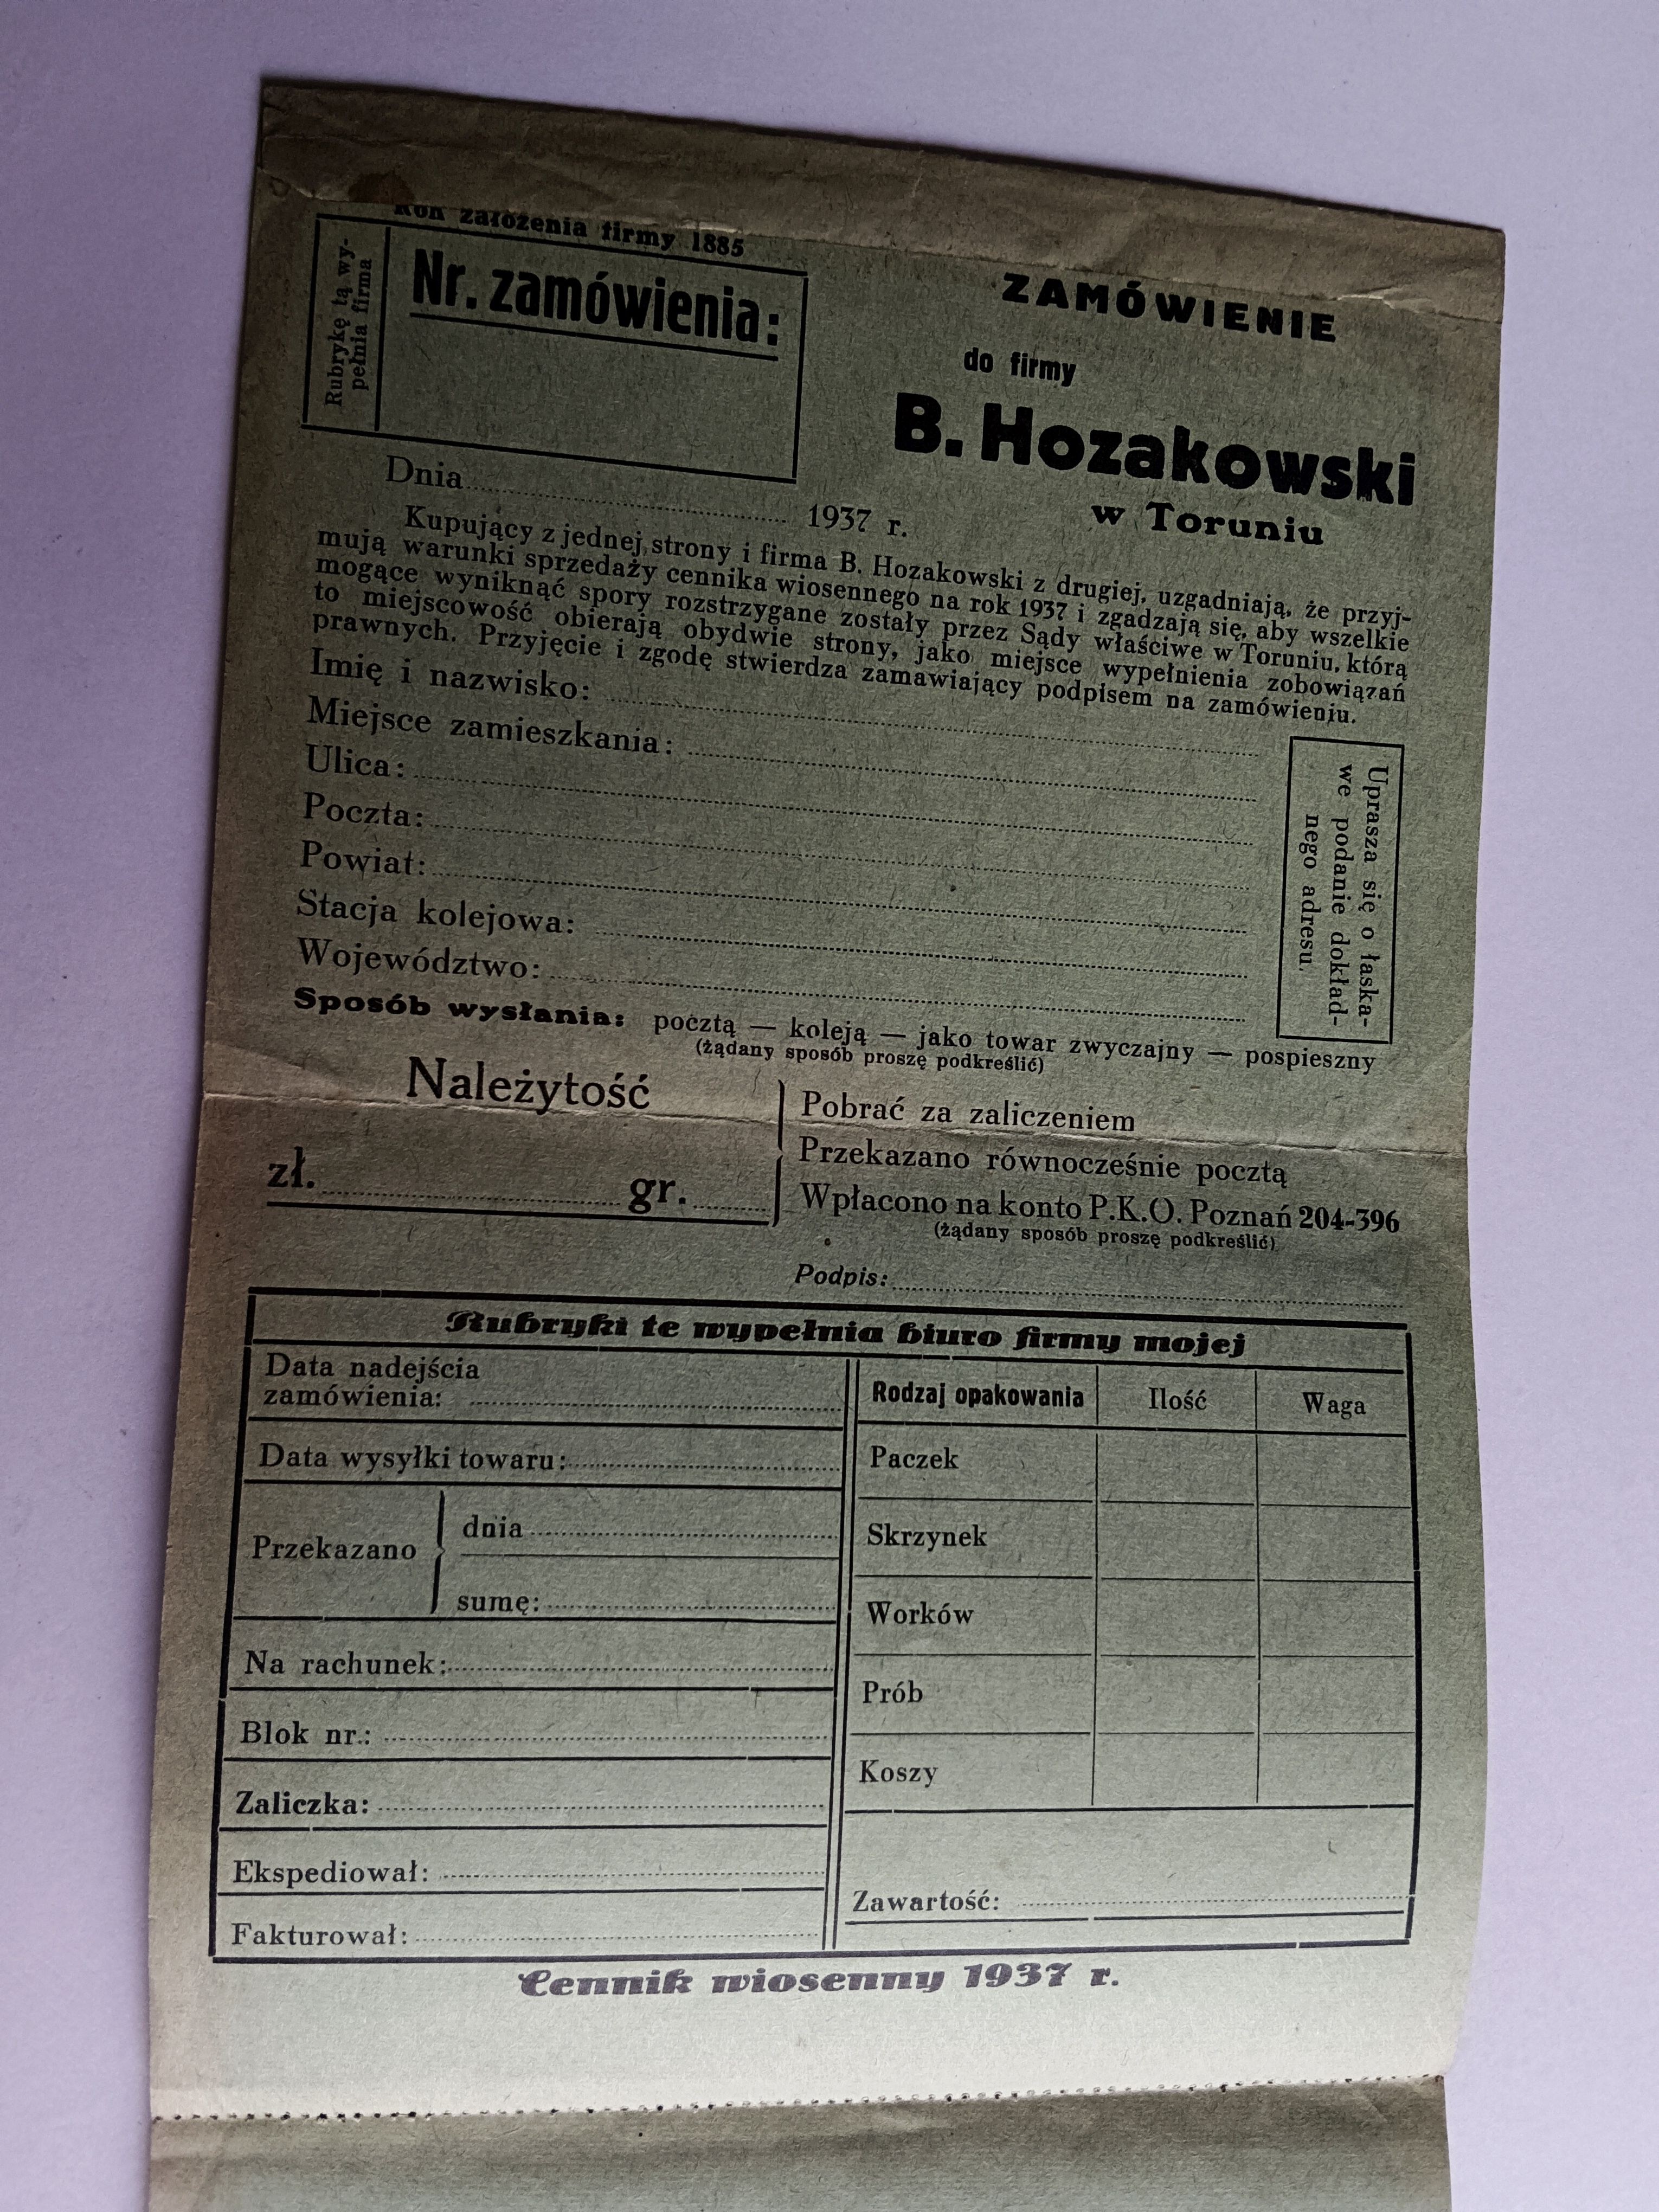 Rok założenia firmy 1885
Rubrykę tą wy-
pełnia firma
Nr. zamówienia:
ZAMÓWIENIE
do firmy
B. Hozakowski
w Toruniu
Dnia 1937 r.
Kupujący z jednej strony i firma B. Hozakowski z drugiej, uzgadniają, że przyj-
mują warunki sprzedaży cennika wiosennego na rok 1937 i zgadzają się, aby wszelkie
mogące wyniknąć spory rozstrzygane zostały przez Sądy właściwe w Toruniu, którą
to miejscowość obierają obydwie strony, jako miejsce wypełnienia zobowiązań
prawnych. Przyjęcie i zgodę stwierdza zamawiający podpisem na zamówieniu.
Imię i nazwisko:
Miejsce zamieszkania:
Ulica:
Poczta:
Powiat:
Stacja kolejowa:
Województwo:
Uprasza się o łaska-
we podanie dokład-
nego adresu.
Sposób wysłania: pocztą — koleją — jako towar zwyczajny — pospieszny
(żądany sposób proszę podkreślić)
Należytość
zł. gr.
Pobrać za zaliczeniem
Przekazano równocześnie pocztą
Wpłacono na konto P.K.O. Poznań 204-396
(żądany sposób proszę podkreślić)
Podpis:
Rubryki te wypełnia biuro firmy mojej
Data nadejścia
zamówienia:
Data wysyłki towaru:
Przekazano
dnia
sumę:
Na rachunek:
Blok nr.:
Zaliczka:
Ekspediował:
Fakturował:
Rodzaj opakowania Ilość Waga
Paczek
Skrzynek
Worków
Prób
Koszy
Zawartość:
Cennik wiosenny 1937 r.